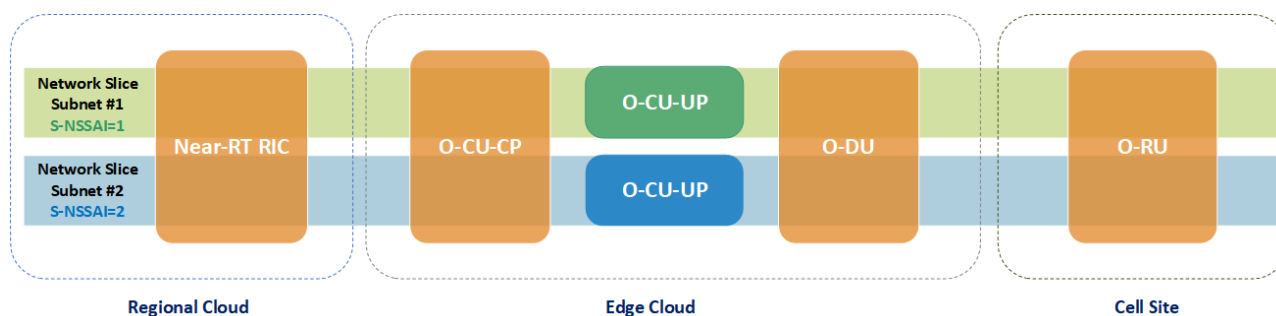 Network Slice
Subnet #1
S-NSSAI=1
Near-RT RIC
O-CU-CP
O-CU-UP
O-DU
O-RU
Network Slice
Subnet #2
S-NSSAI=2
O-CU-UP
Regional Cloud
Edge Cloud
Cell Site